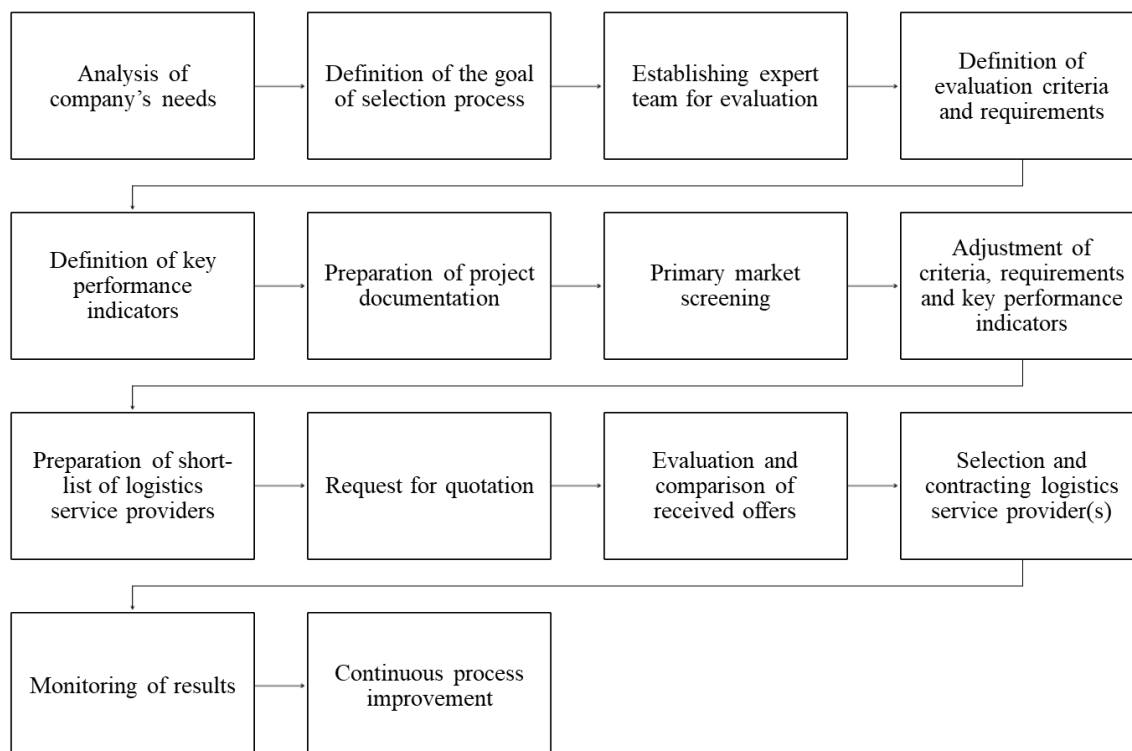 Analysis of
company’s needs
Definition of the goal
of selection process
Establishing expert
team for evaluation
Definition of
evaluation criteria
and requirements
Definition of key
performance
indicators
Preparation of project
documentation
Primary market
screening
Adjustment of
criteria, requirements
and key performance
indicators
Preparation of short-
list of logistics
service providers
Request for quotation
Evaluation and
comparison of
received offers
Selection and
contracting logistics
service provider(s)
Monitoring of results
Continuous process
improvement